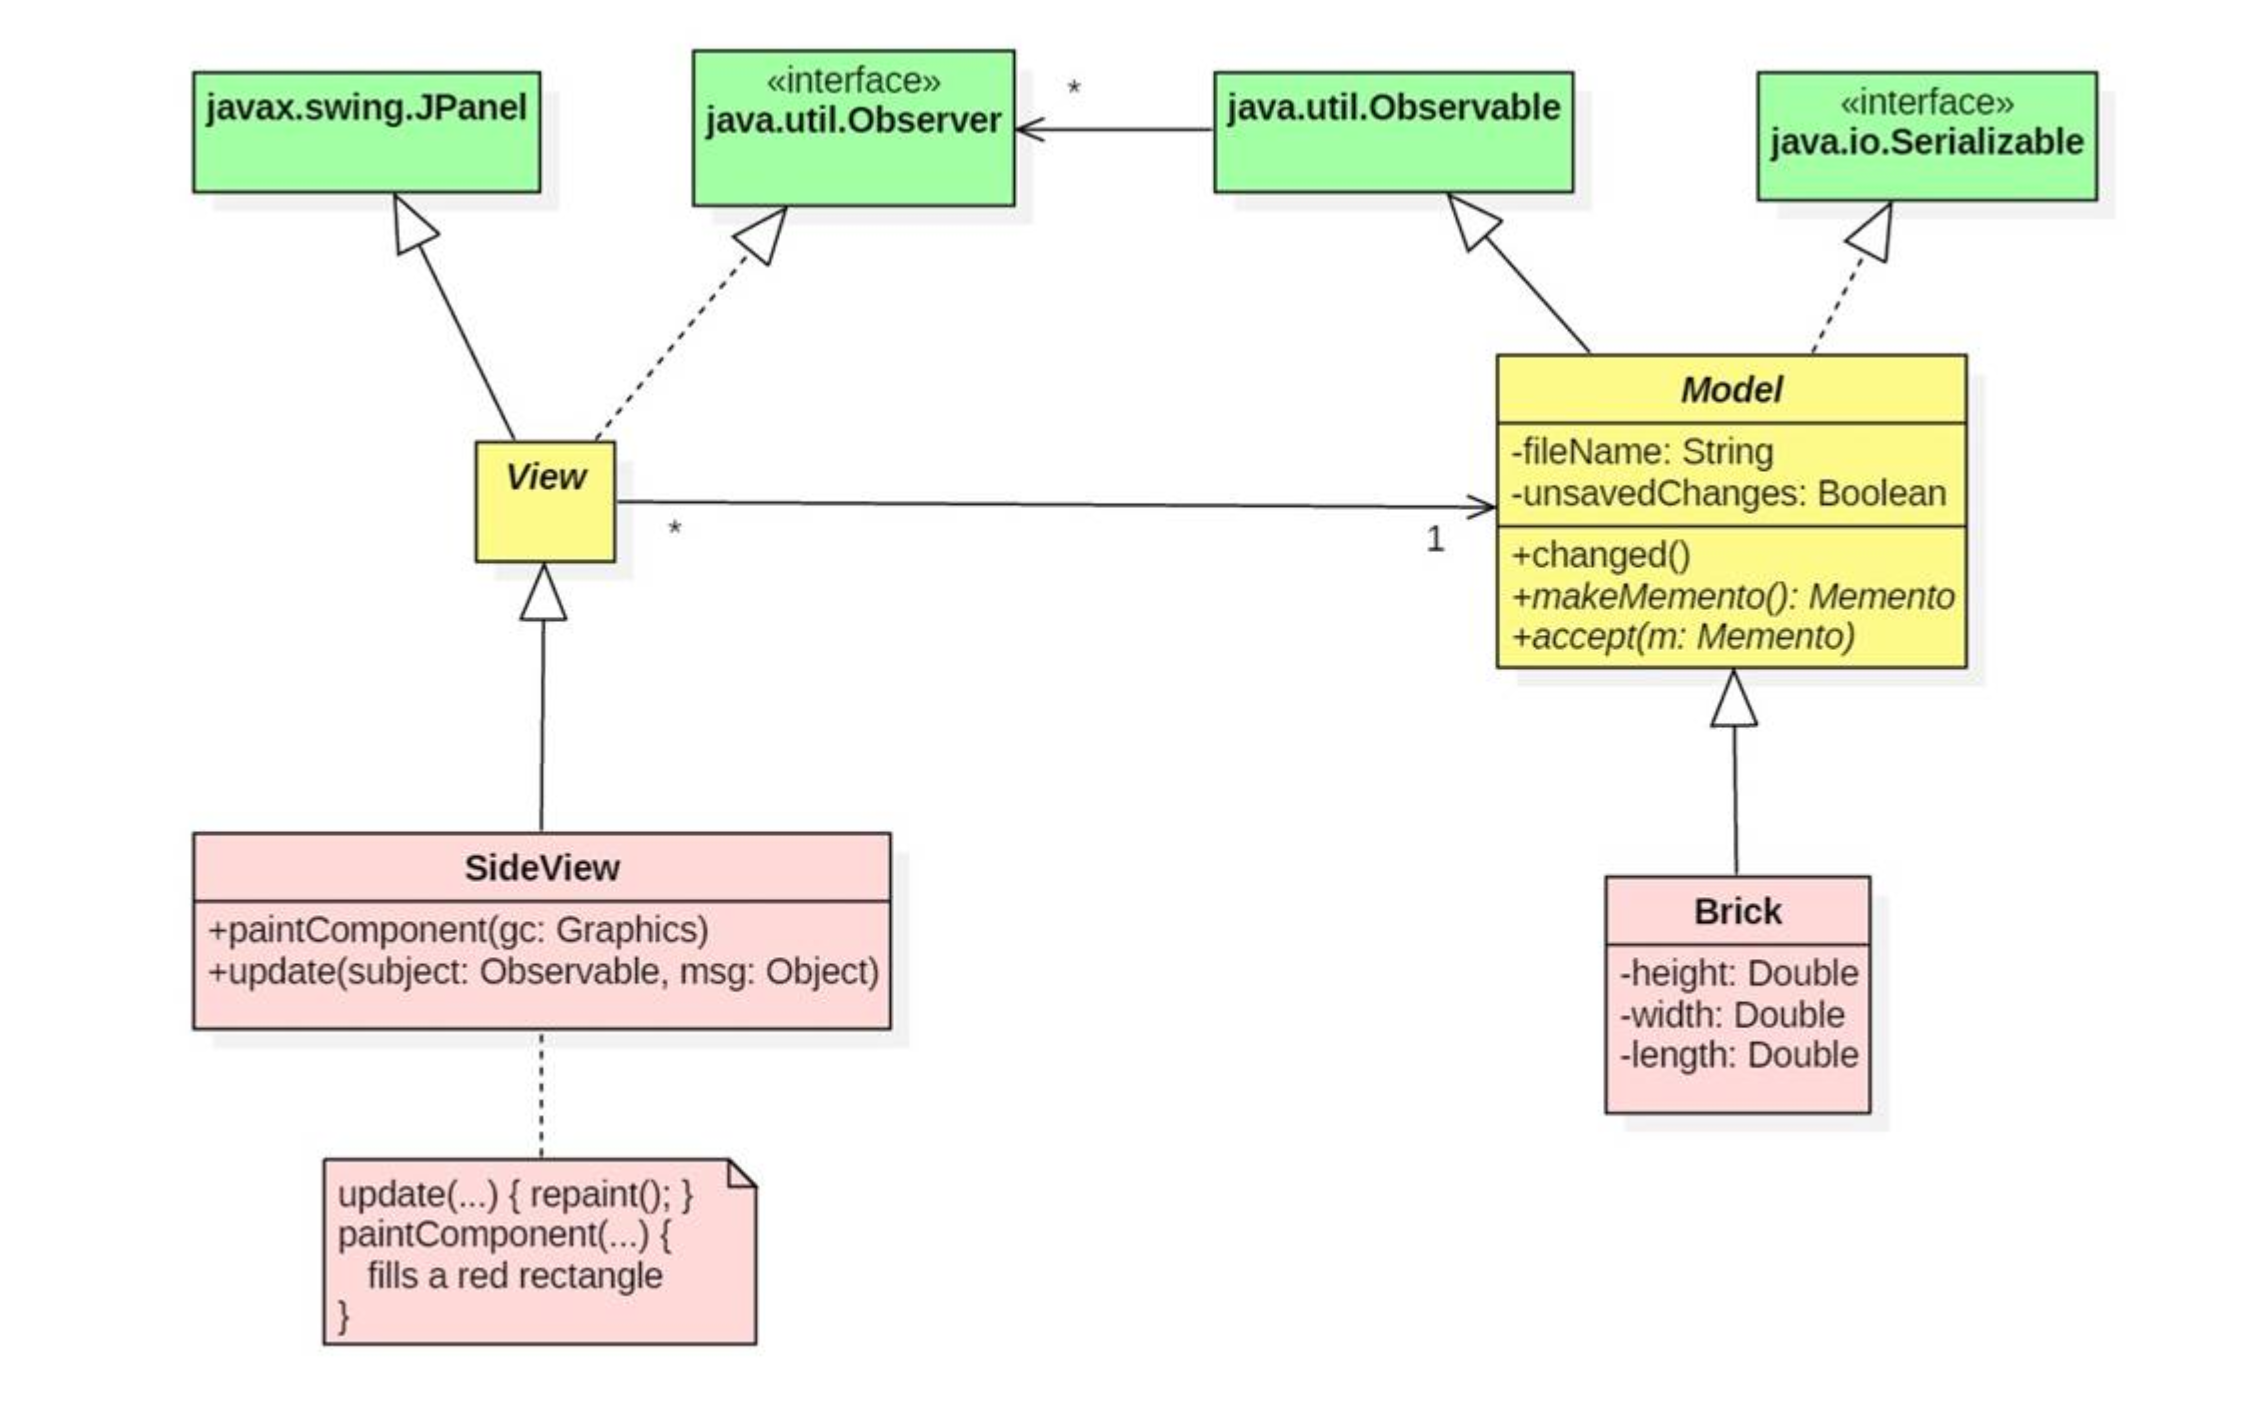 javax.swing.JPanel
«interface»
java.util.Observer
*
java.util.Observable
«interface»
java.io.Serializable
View
*
1
Model
-fileName: String
-unsavedChanges: Boolean
+changed()
+makeMemento(): Memento
+accept(m: Memento)
SideView
+paintComponent(gc: Graphics)
+update(subject: Observable, msg: Object)
Brick
-height: Double
-width: Double
-length: Double
update(...) { repaint(); }
paintComponent(...) {
fills a red rectangle
}